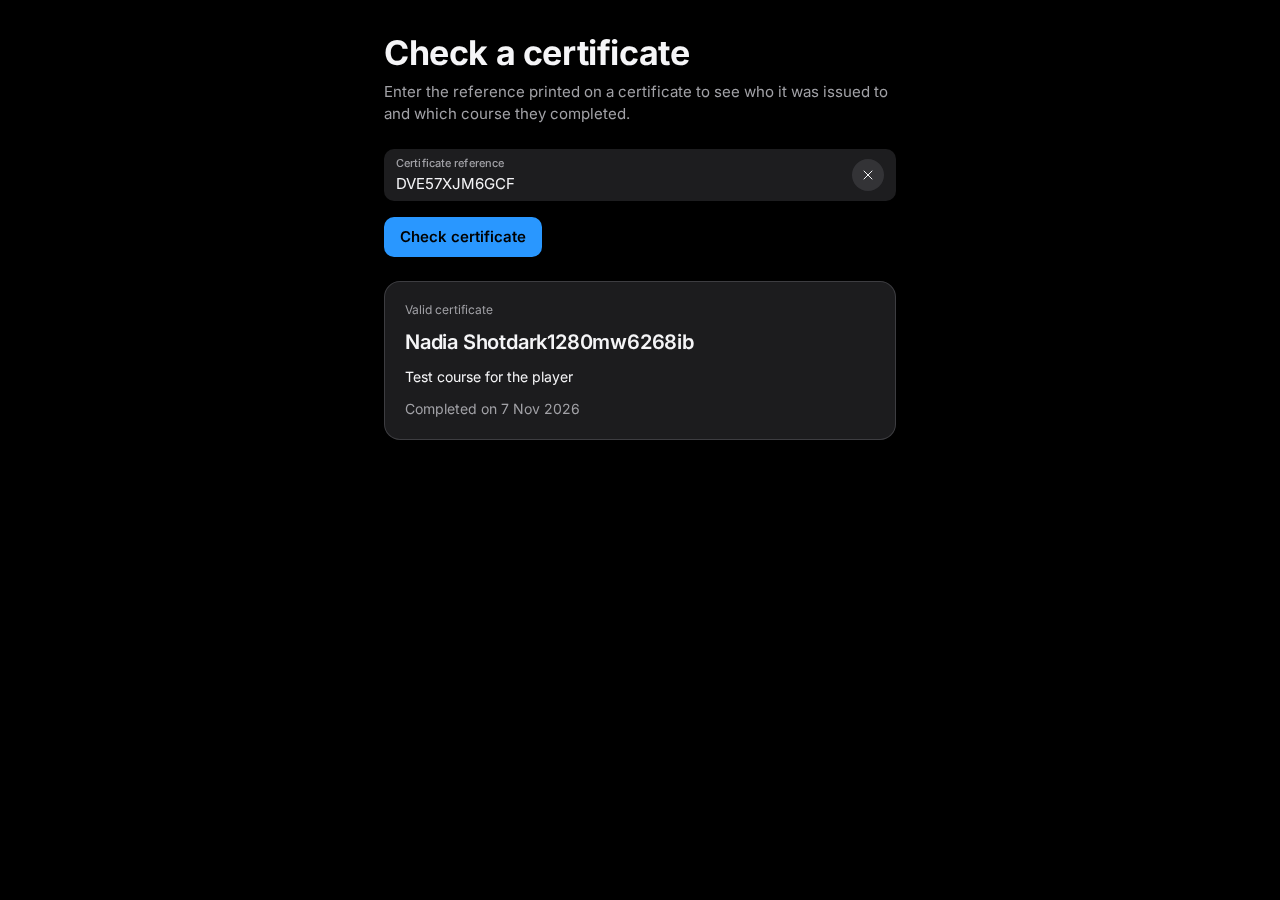 Check a certificate
Enter the reference printed on a certificate to see who it was issued to
and which course they completed.
Certificate reference
DVE57XJM6GCF
Check certificate
Valid certificate
Nadia Shotdark1280mw6268ib
Test course for the player
Completed on 7 Nov 2026